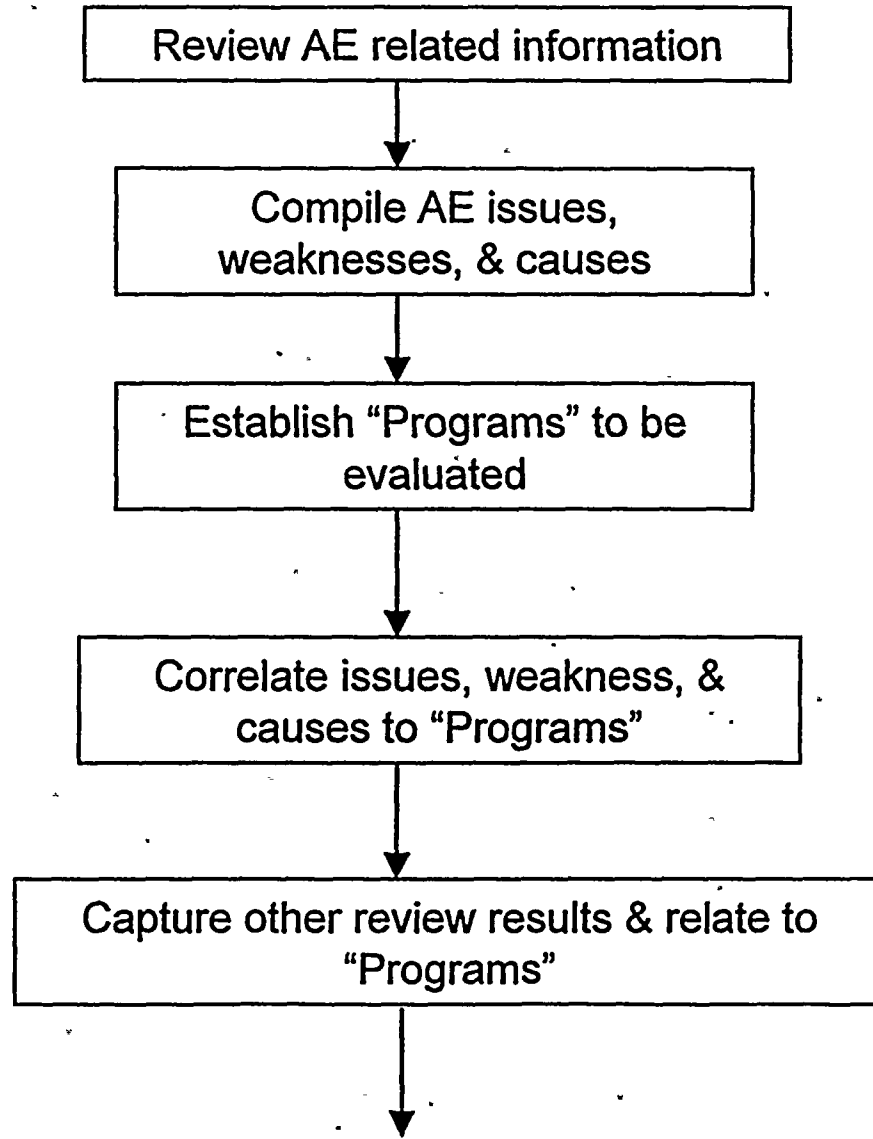 Review AE related information
Compile AE issues,
weaknesses, & causes
Establish “Programs” to be
evaluated
Correlate issues, weakness, &
causes to “Programs”
Capture other review results & relate to
“Programs”